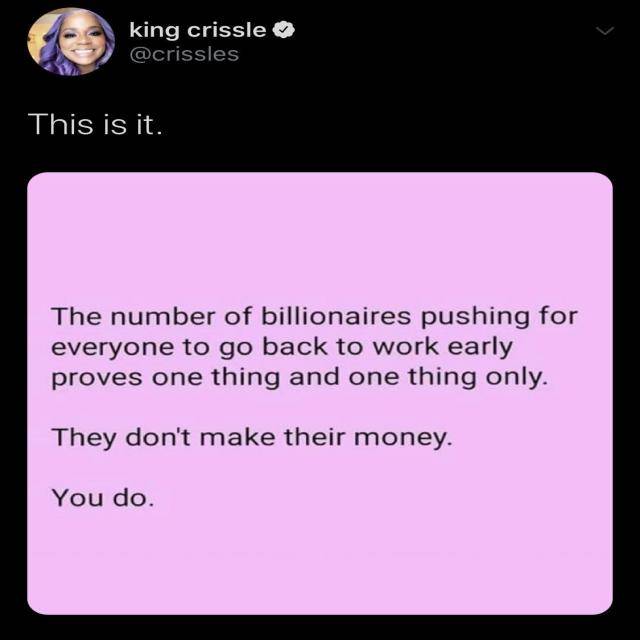 king crissle
@crissles
This is it.
The number of billionaires pushing for
everyone to go back to work early
proves one thing and one thing only.
They don't make their money.
You do.